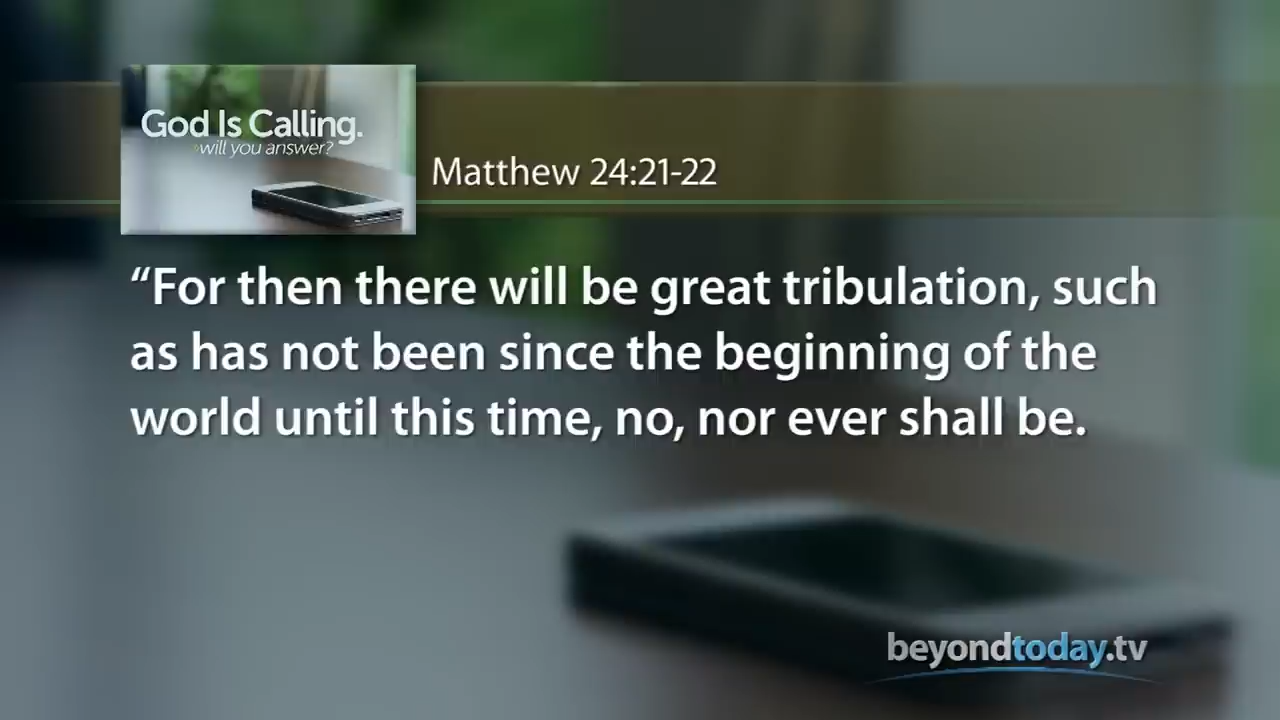 God Is Calling.
will you answer?
Matthew 24:21-22
“For then there will be great tribulation, such
as has not been since the beginning of the
world until this time, no, nor ever shall be.
beyondtoday.tv